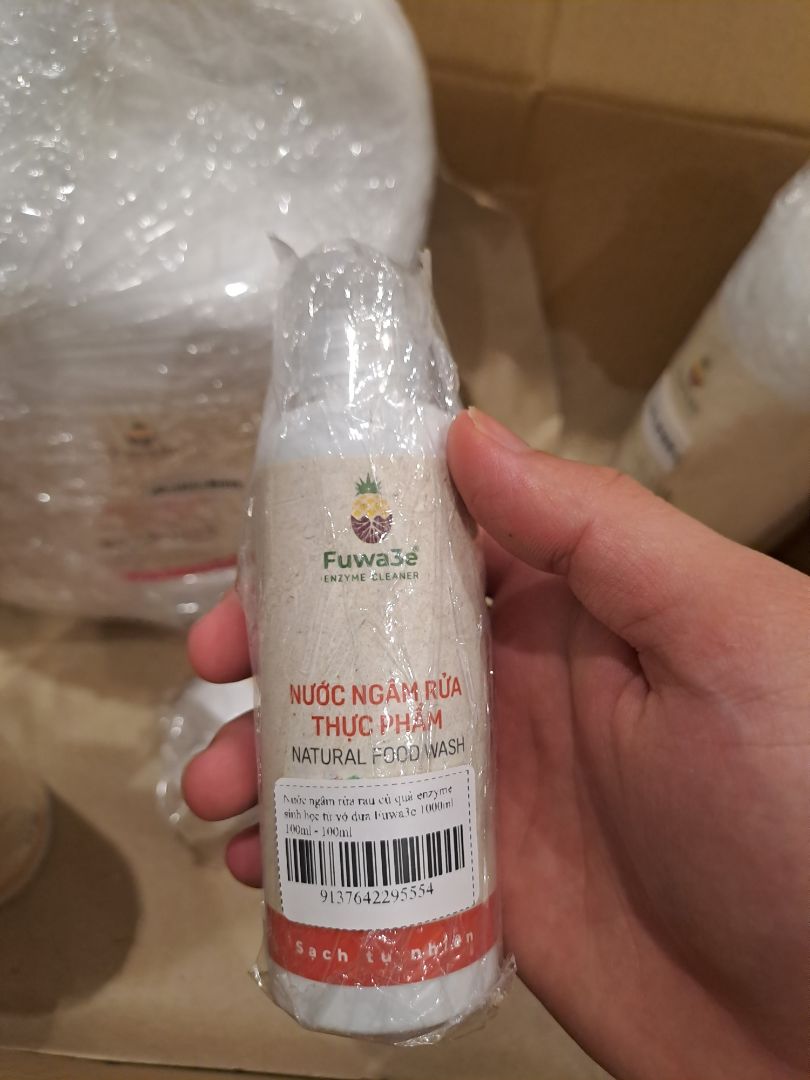 Fuwa3e®
ENZYME CLEANER
NƯỚC NGÂM RỬA
THỰC PHẨM
NATURAL FOOD WASH
Nước ngâm rửa rau củ quả enzyme
sinh học từ vỏ dứa Fuwa3e 1000ml
100ml - 100ml
9137642295554
Sạch tự nhiên